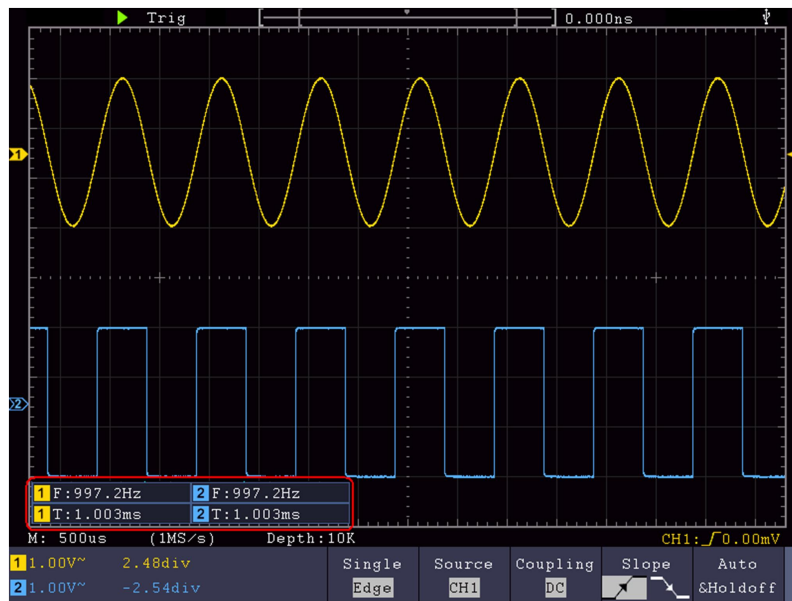 Trig 0.000ns
1
2
1 F:997.2Hz 2 F:997.2Hz
1 T:1.003ms 2 T:1.003ms
M: 500us (1MS/s) Depth:10K CH1:0.00mV
1 1.00V~ 2.48div Single Source Coupling Slope Auto
2 1.00V~ -2.54div Edge CH1 DC &Holdoff